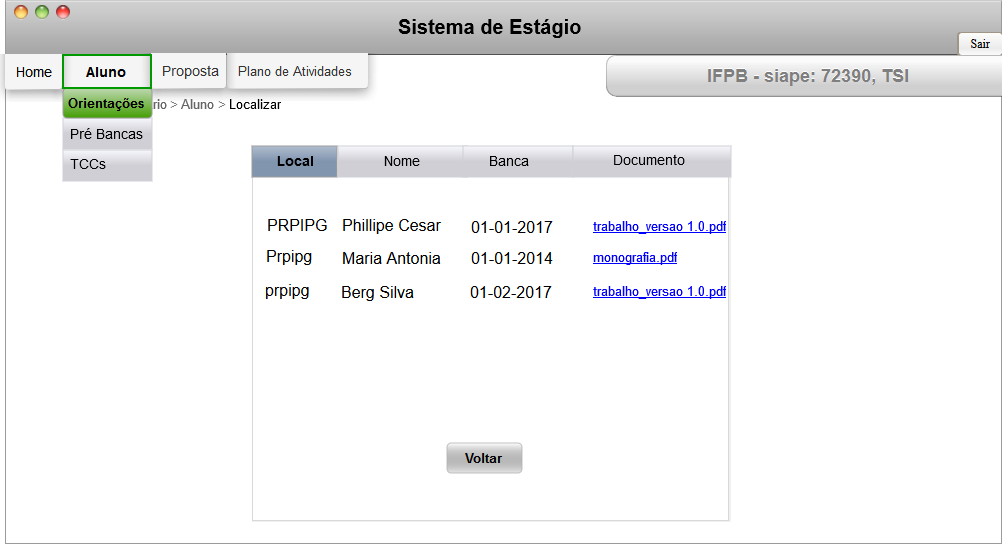 Sistema de Estágio
Sair
Home Aluno Proposta Plano de Atividades
IFPB - siape: 72390, TSI
Orientações rio > Aluno > Localizar
Pré Bancas
TCCs
Local Nome Banca Documento
PRPIPG Phillipe Cesar 01-01-2017 trabalho_versao 1.0.pdf
Prpipg Maria Antonia 01-01-2014 monografia.pdf
prpipg Berg Silva 01-02-2017 trabalho_versao 1.0.pdf
Voltar